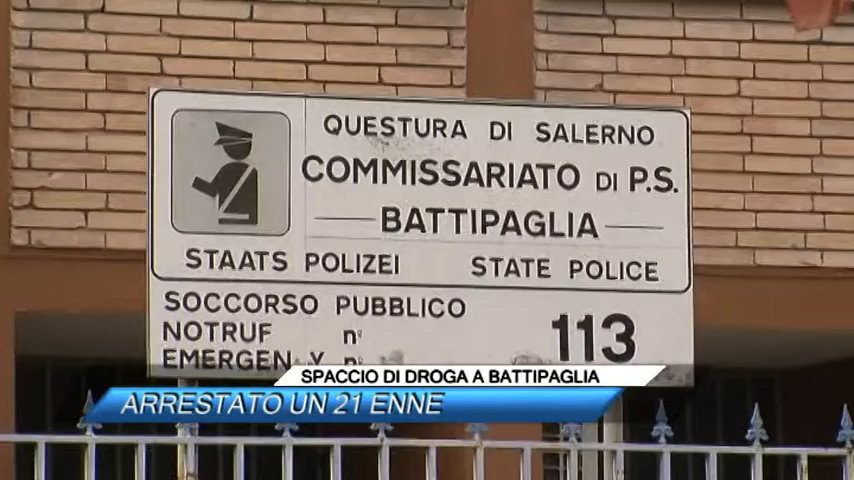 QUESTURA DI SALERNO
COMMISSARIATO DI P.S.
BATTIPAGLIA
STAATS POLIZEI STATE POLICE
SOCCORSO PUBBLICO
NOTRUF n° 113
EMERGEN Y n°
SPACCIO DI DROGA A BATTIPAGLIA
ARRESTATO UN 21 ENNE